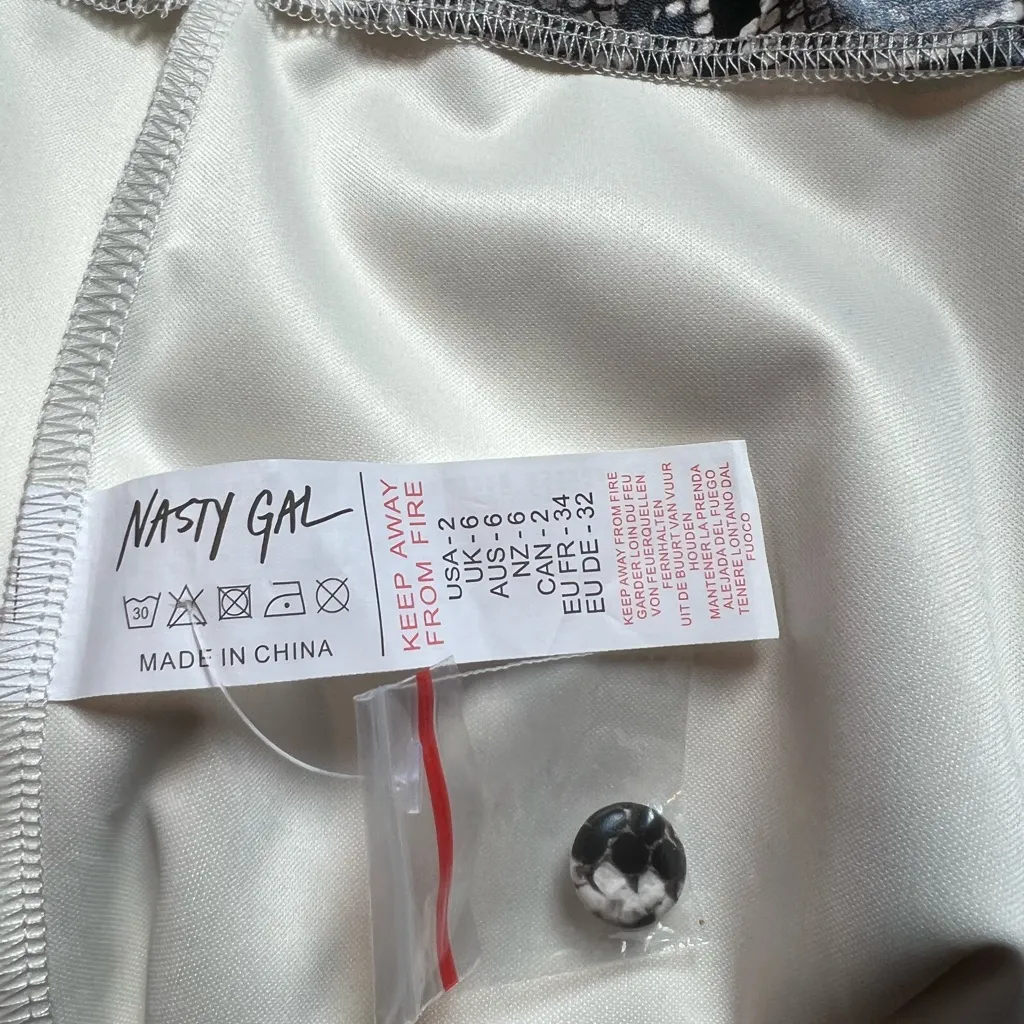 NASTY GAL
30
MADE IN CHINA
KEEP AWAY
FROM FIRE
USA - 2
UK - 6
AUS - 6
NZ - 6
CAN - 2
EU FR - 34
EU DE - 32
KEEP AWAY FROM FIRE
GARDER LOIN DU FEU
VON FEUERQUELLEN
FERNHALTEN
UIT DE BUURT VAN VUUR
HOUDEN
MANTENER LA PRENDA
ALEJADA DEL FUEGO
TENERE LONTANO DAL
FUOCO